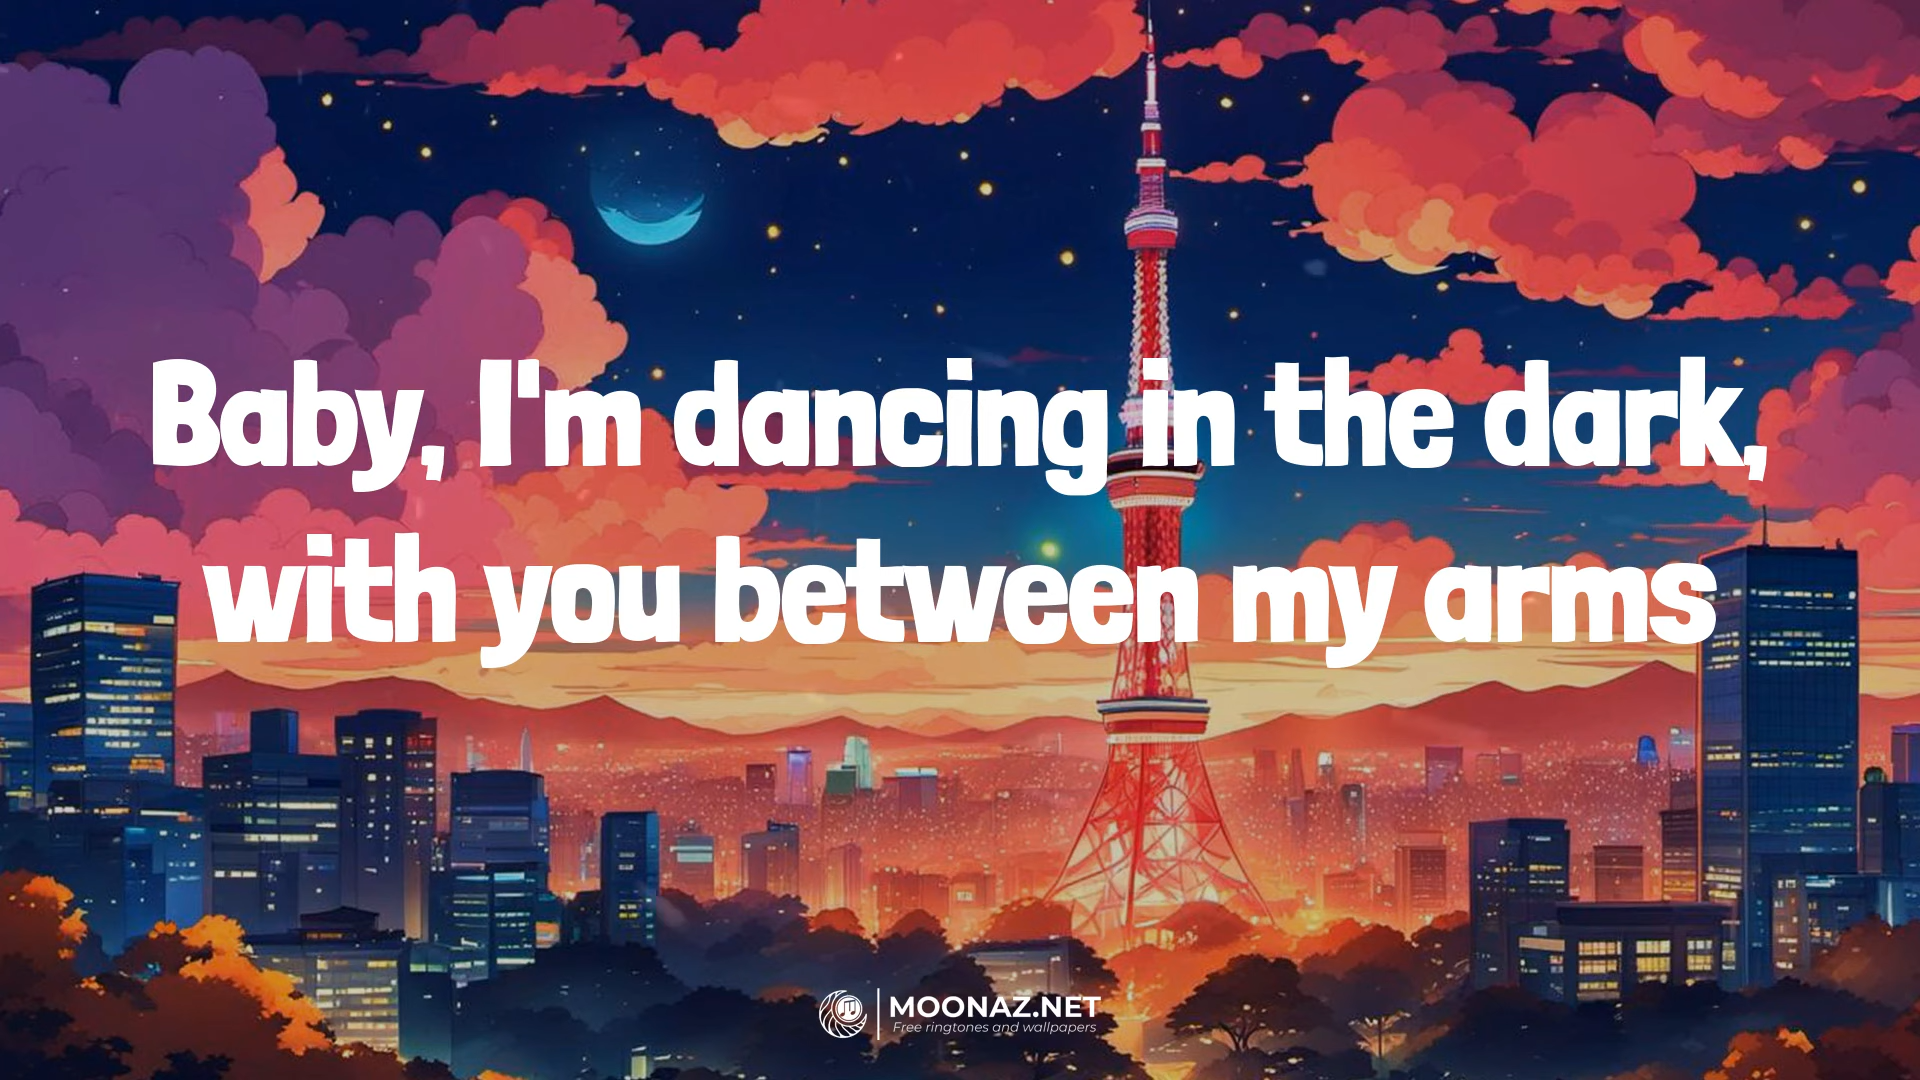 Baby, I'm dancing in the dark,
with you between my arms
MOONAZ.NET
Free ringtones and wallpapers